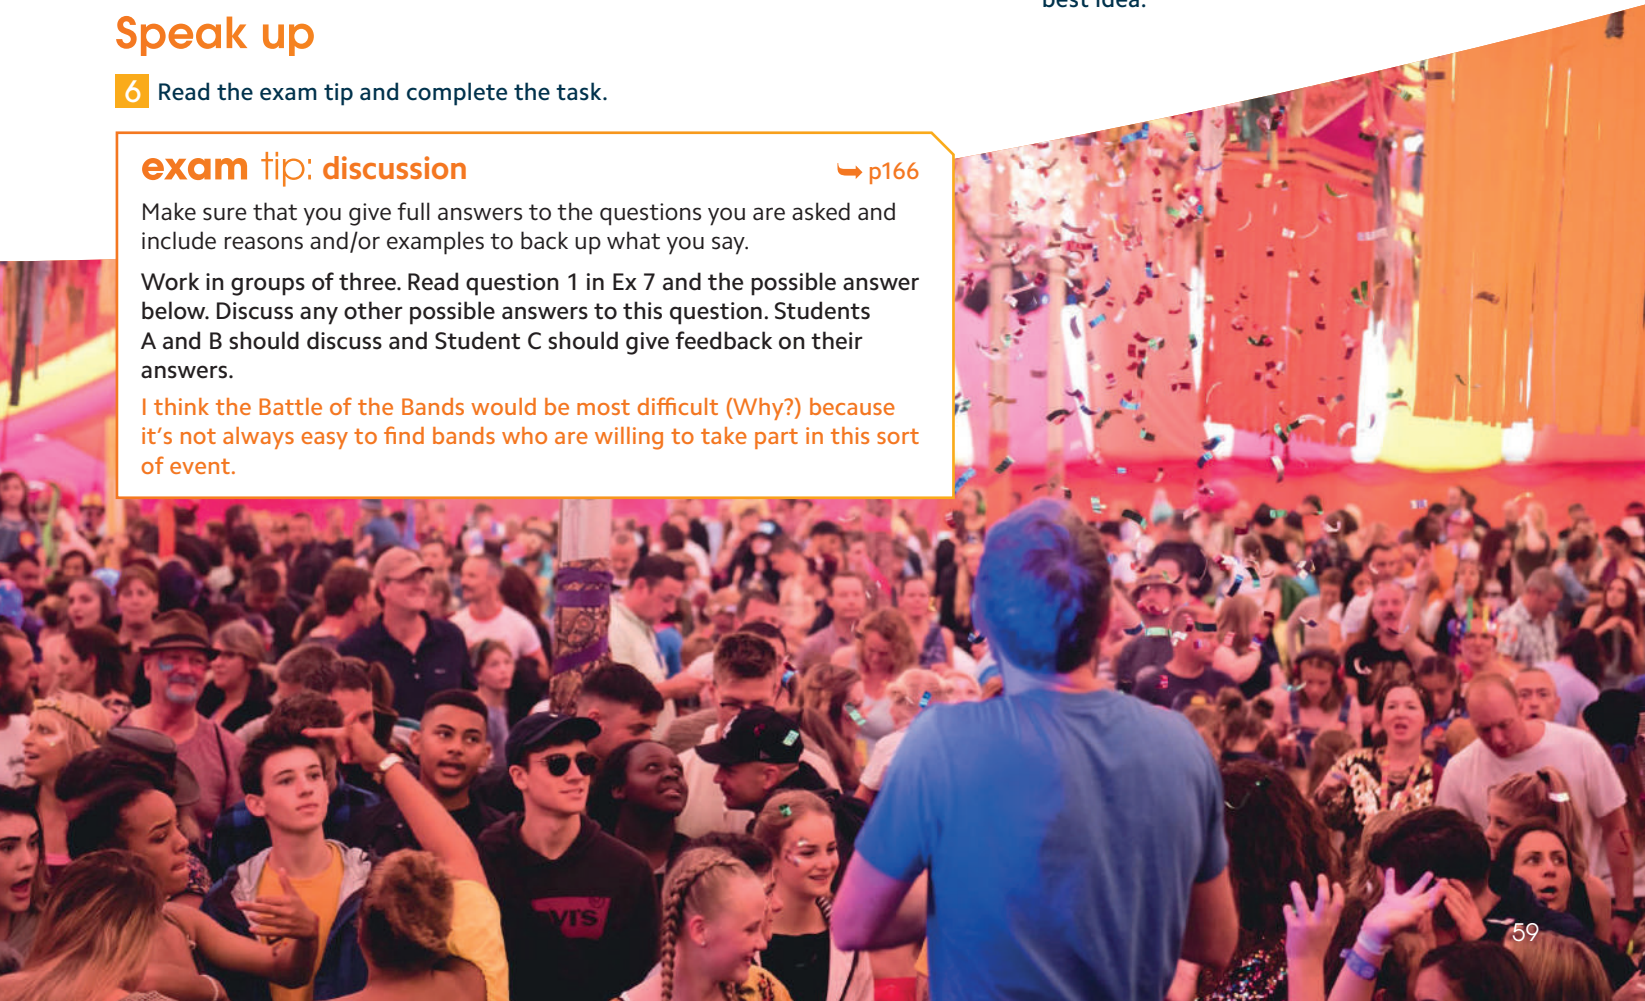 best idea.
Speak up
6 Read the exam tip and complete the task.
exam tip: discussion
p166
Make sure that you give full answers to the questions you are asked and
include reasons and/or examples to back up what you say.
Work in groups of three. Read question 1 in Ex 7 and the possible answer
below. Discuss any other possible answers to this question. Students
A and B should discuss and Student C should give feedback on their
answers.
I think the Battle of the Bands would be most difficult (Why?) because
it's not always easy to find bands who are willing to take part in this sort
of event.
59